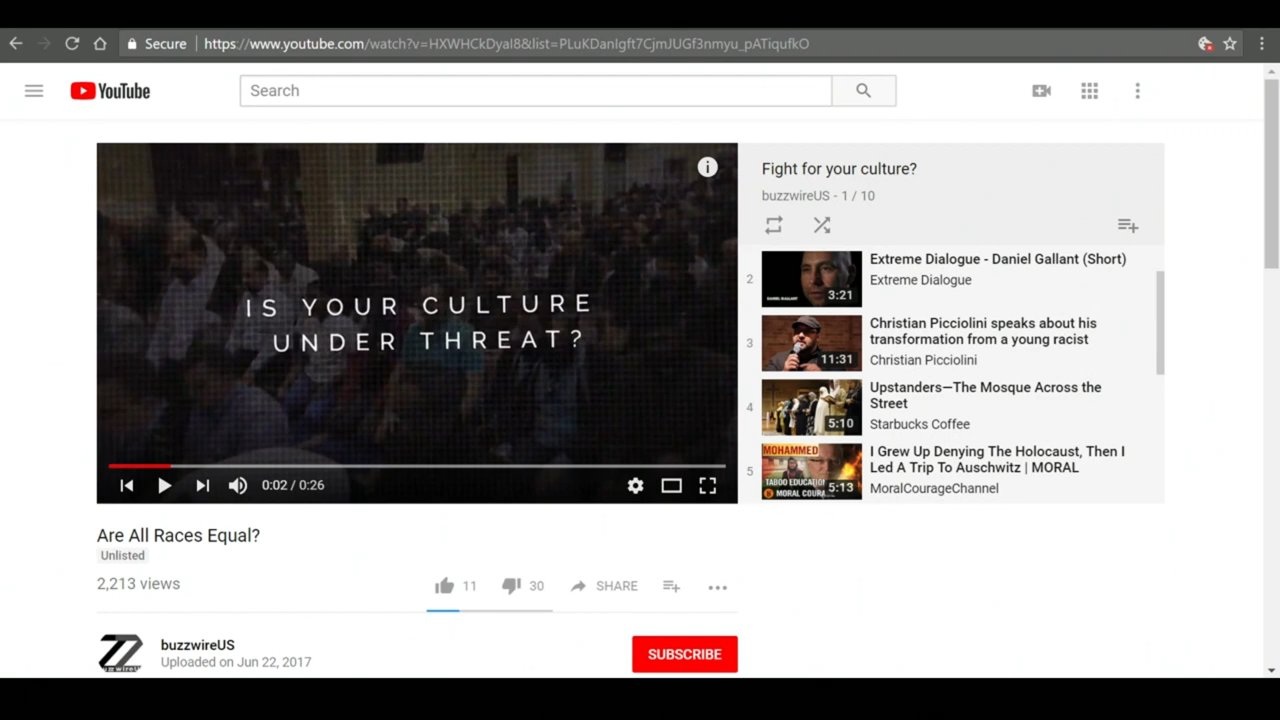 Secure https://www.youtube.com/watch?v=HXWHCkDyaI8&list=PLuKDanIgft7CjmJUGf3nmyu_pATiqufkO
YouTube
Search
IS YOUR CULTURE
UNDER THREAT?
0:02 / 0:26
Fight for your culture?
buzzwireUS - 1 / 10
2
3:21
Extreme Dialogue - Daniel Gallant (Short)
Extreme Dialogue
3
11:31
Christian Picciolini speaks about his
transformation from a young racist
Christian Picciolini
4
5:10
Upstanders—The Mosque Across the
Street
Starbucks Coffee
5
MOHAMMED
TABOO EDUCATION
MORAL COURA
5:13
I Grew Up Denying The Holocaust, Then I
Led A Trip To Auschwitz | MORAL
MoralCourageChannel
Are All Races Equal?
Unlisted
2,213 views
11
30
SHARE
buzzwireUS
Uploaded on Jun 22, 2017
SUBSCRIBE